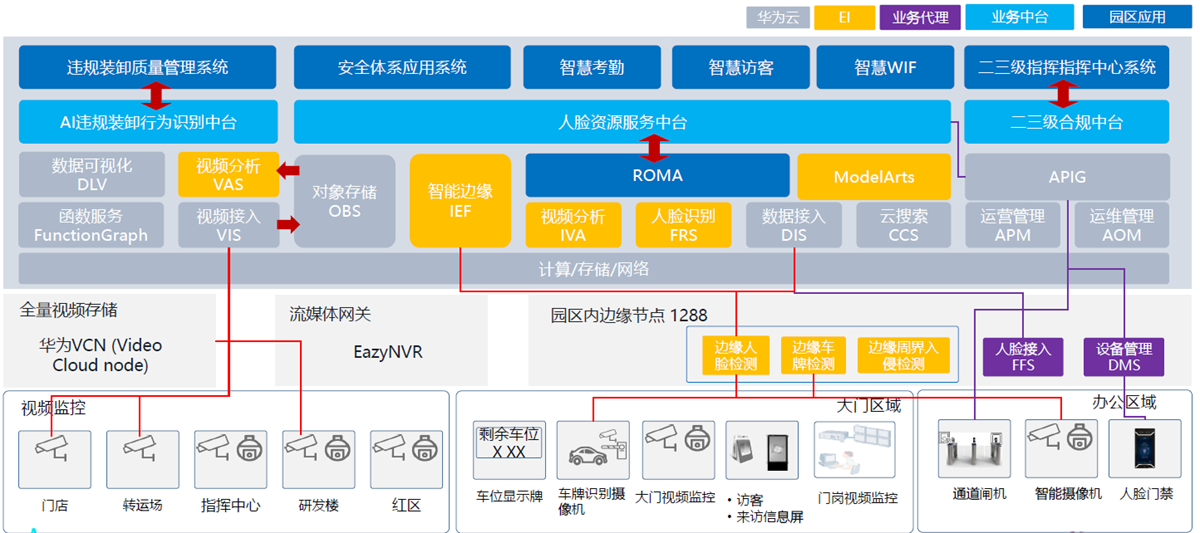 华为云
EI
业务代理
业务中台
园区应用
违规装卸质量管理系统
安全体系应用系统
智慧考勤
智慧访客
智慧WIF
二三级指挥指挥中心系统
AI违规装卸行为识别中台
人脸资源服务中台
二三级合规中台
数据可视化
DLV
视频分析
VAS
对象存储
OBS
智能边缘
IEF
ROMA
ModelArts
APIG
函数服务
FunctionGraph
视频接入
VIS
视频分析
IVA
人脸识别
FRS
数据接入
DIS
云搜索
CCS
运营管理
APM
运维管理
AOM
计算/存储/网络
全量视频存储
华为VCN (Video
Cloud node)
流媒体网关
EazyNVR
园区内边缘节点 1288
边缘人
脸检测
边缘车
牌检测
边缘周界入
侵检测
人脸接入
FFS
设备管理
DMS
视频监控
门店
转运场
指挥中心
研发楼
红区
大门区域
剩余车位
X XX
车位显示牌
车牌识别摄
像机
大门视频监控
• 访客
• 来访信息屏
门岗视频监控
办公区域
通道闸机
智能摄像机
人脸门禁